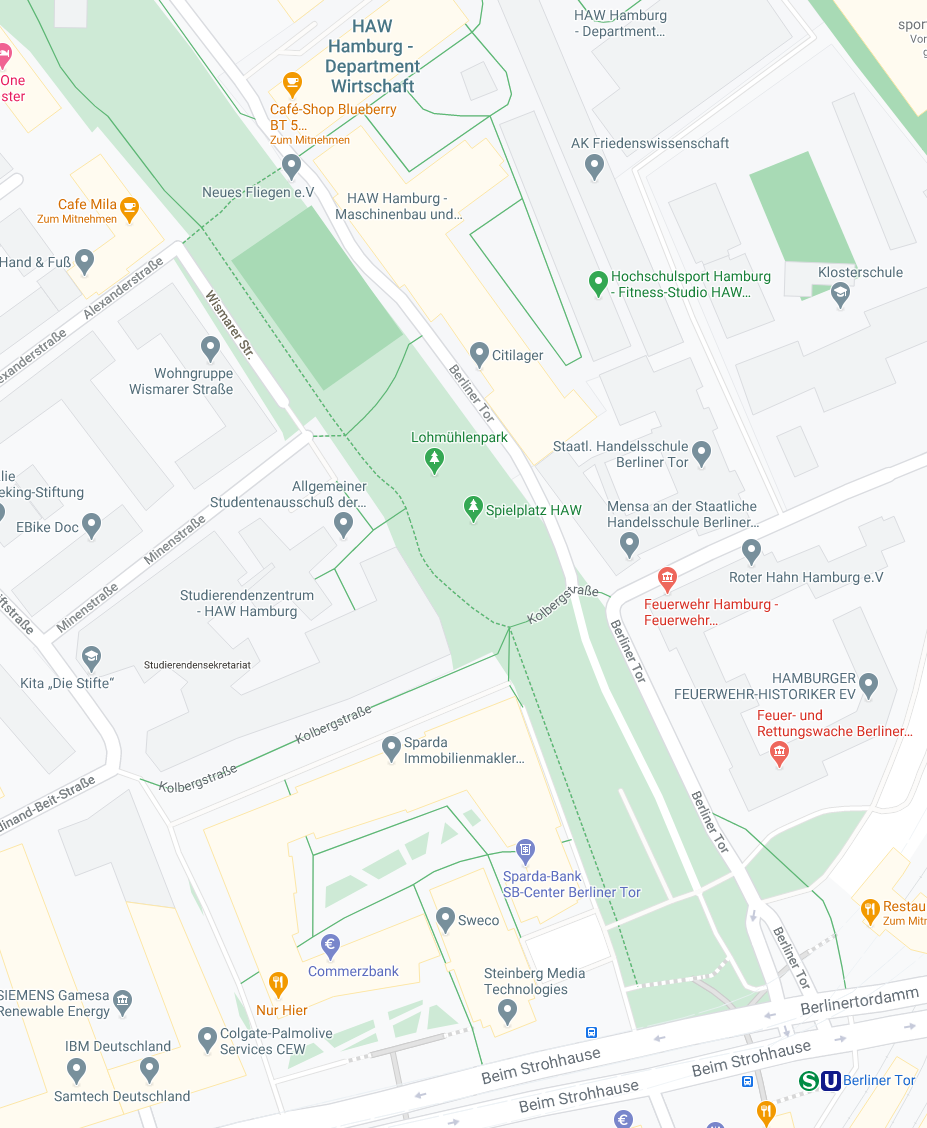 HAW
Hamburg -
Department
Wirtschaft
HAW Hamburg
- Department...
One
ster
Café-Shop Blueberry
BT 5...
Zum Mitnehmen
AK Friedenswissenschaft
Neues Fliegen e.V
Cafe Mila
Zum Mitnehmen
HAW Hamburg -
Maschinenbau und...
Hand & Fuß
Alexanderstraße
Klosterschule
Hochschulsport Hamburg
- Fitness-Studio HAW...
Wismarer Str.
exanderstraße
Wohngruppe
Wismarer Straße
Citilager
Berliner Tor
Lohmühlenpark
Staatl. Handelsschule
Berliner Tor
lie
eking-Stiftung
Allgemeiner
Studentenausschuß der...
Spielplatz HAW
Mensa an der Staatliche
Handelsschule Berliner...
EBike Doc
Minenstraße
Roter Hahn Hamburg e.V
Kolbergstraße
Feuerwehr Hamburg -
Feuerwehr...
Studierendenzentrum
- HAW Hamburg
Minenstraße
iftstraße
Berliner Tor
Studierendensekretariat
Kita „Die Stifte“
HAMBURGER
FEUERWEHR-HISTORIKER EV
Feuer- und
Rettungswache Berliner...
Kolbergstraße
Sparda
Immobilienmakler...
Kolbergstraße
dinand-Beit-Straße
Berliner Tor
Sparda-Bank
SB-Center Berliner Tor
Restau
Zum Mitn
Sweco
Commerzbank
Berliner Tor
Steinberg Media
Technologies
Nur Hier
SIEMENS Gamesa
Renewable Energy
Berlinertordamm
Colgate-Palmolive
Services CEW
IBM Deutschland
Beim Strohhause
Beim Strohhause
S U Berliner Tor
Samtech Deutschland
Beim Strohhause